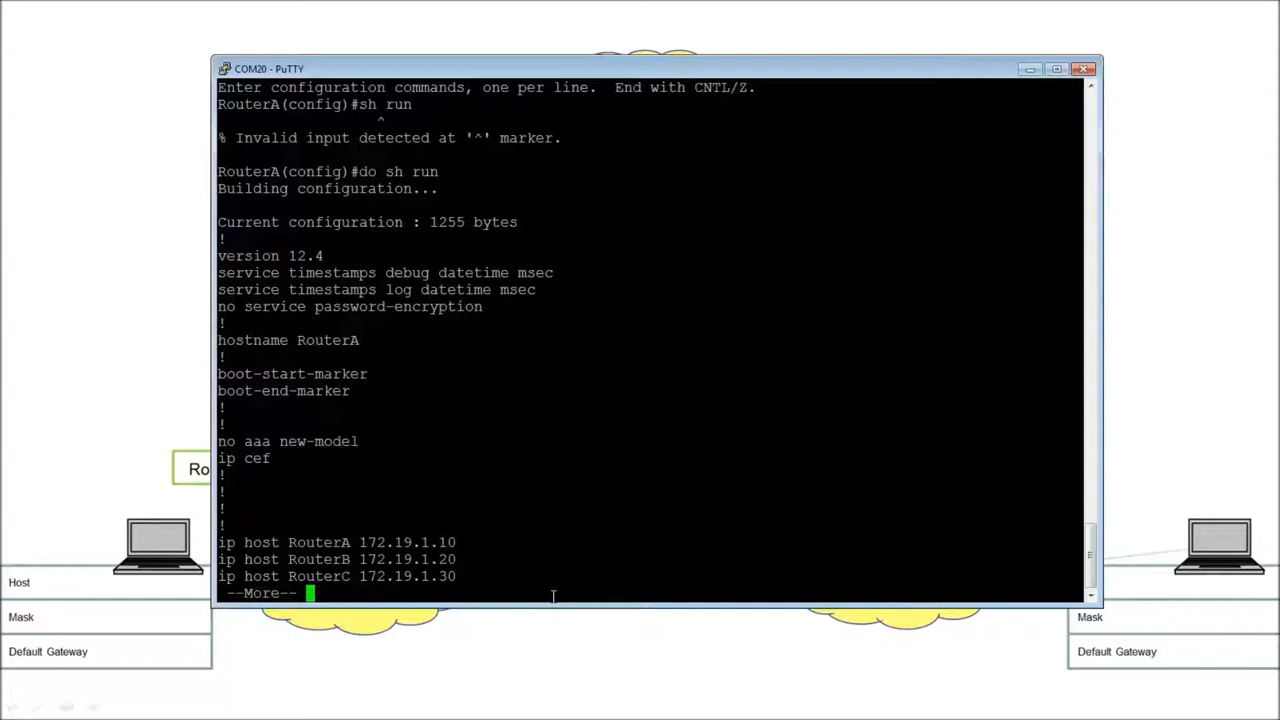 COM20 - PuTTY
Enter configuration commands, one per line.  End with CNTL/Z.
RouterA(config)#sh run
^
% Invalid input detected at '^' marker.
RouterA(config)#do sh run
Building configuration...
Current configuration : 1255 bytes
!
version 12.4
service timestamps debug datetime msec
service timestamps log datetime msec
no service password-encryption
!
hostname RouterA
!
boot-start-marker
boot-end-marker
!
!
no aaa new-model
ip cef
!
!
!
!
ip host RouterA 172.19.1.10
ip host RouterB 172.19.1.20
ip host RouterC 172.19.1.30
--More--
Ro
Host
Mask
Default Gateway
Mask
Default Gateway